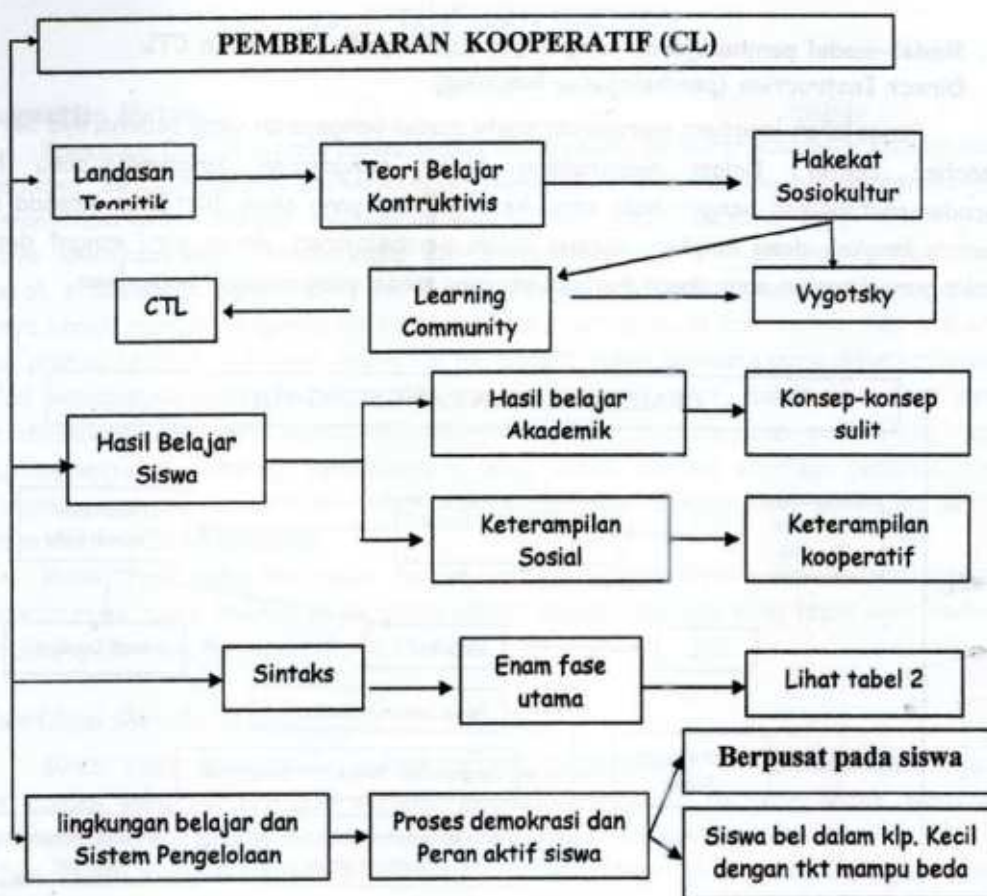 PEMBELAJARAN KOOPERATIF (CL)
Landasan
Teoritik
Teori Belajar
Kontruktivis
Hakekat
Sosiokultur
CTL
Learning
Community
Vygotsky
Hasil Belajar
Siswa
Hasil belajar
Akademik
Konsep-konsep
sulit
Keterampilan
Sosial
Keterampilan
kooperatif
Sintaks
Enam fase
utama
Lihat tabel 2
lingkungan belajar dan
Sistem Pengelolaan
Proses demokrasi dan
Peran aktif siswa
Berpusat pada siswa
Siswa bel dalam klp. Kecil
dengan tkt mampu beda